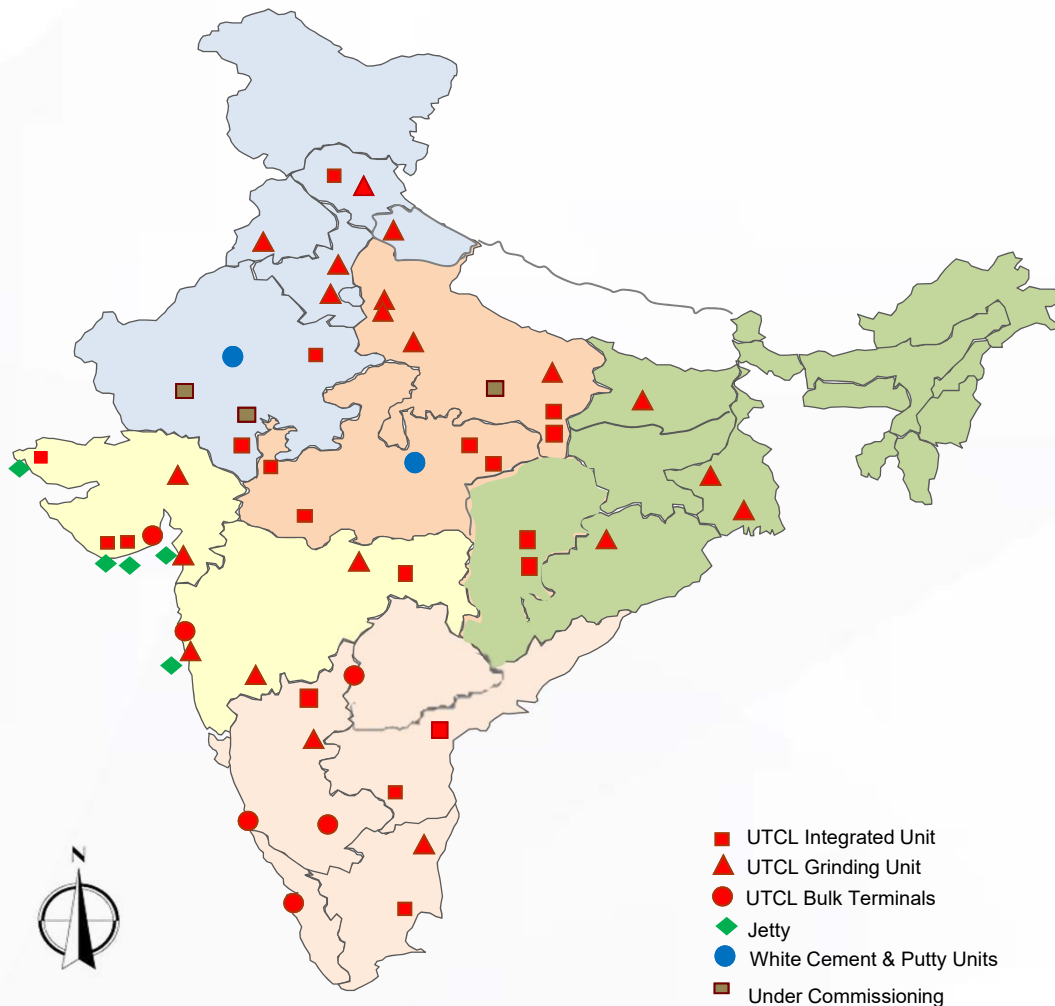 N
UTCL Integrated Unit
UTCL Grinding Unit
UTCL Bulk Terminals
Jetty
White Cement & Putty Units
Under Commissioning